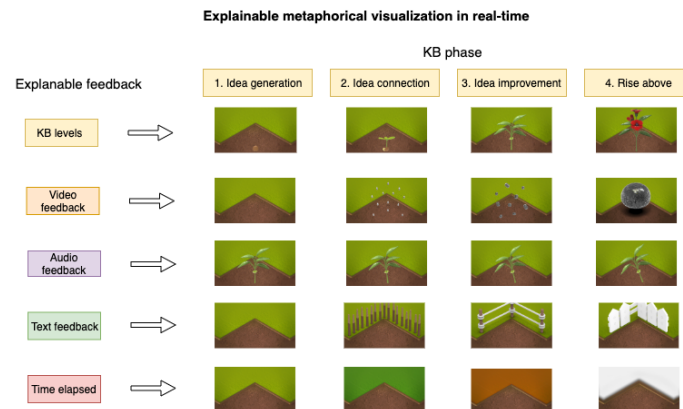 Explainable metaphorical visualization in real-time
KB phase
Explanable feedback
1. Idea generation
2. Idea connection
3. Idea improvement
4. Rise above
KB levels
Video
feedback
Audio
feedback
Text feedback
Time elapsed